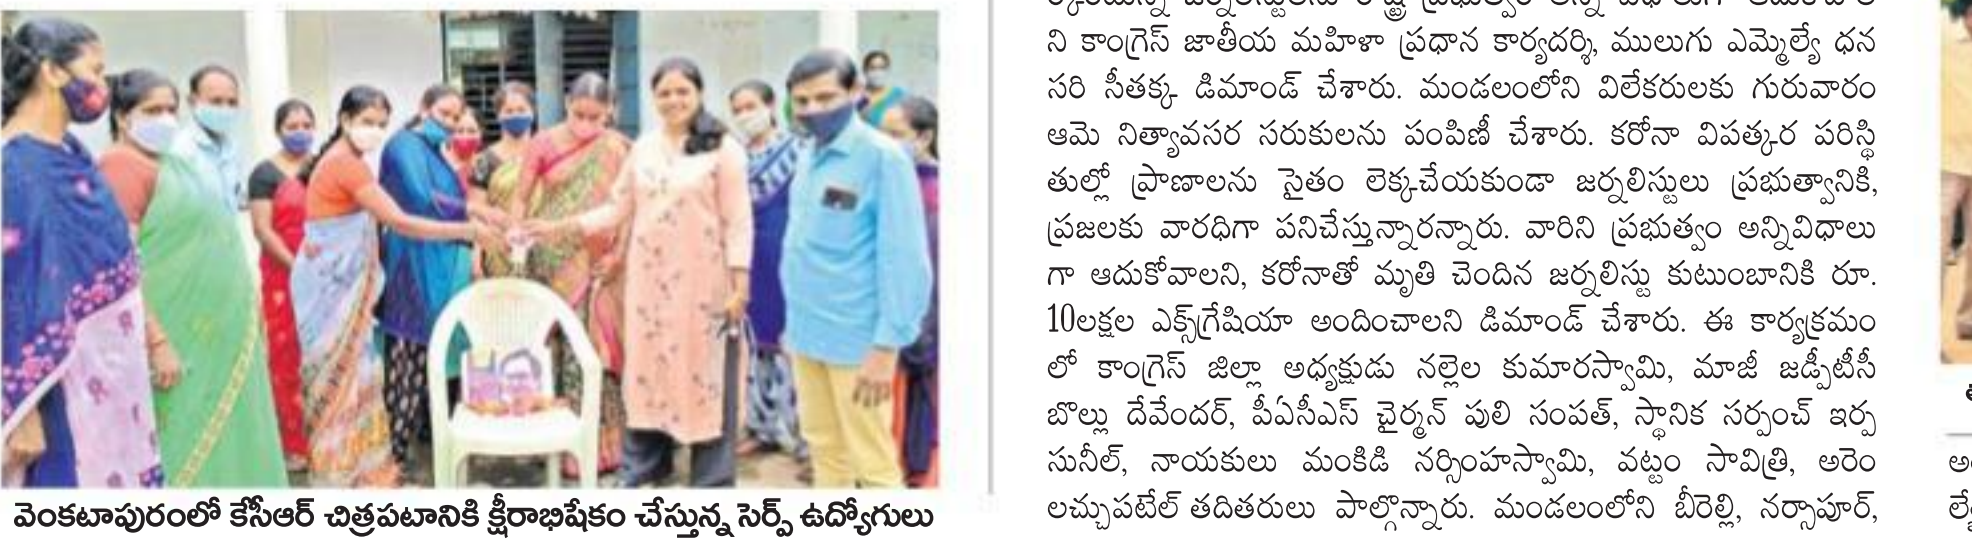 వెంకటాపురంలో కేసీఆర్ చిత్రపటానికి క్షీరాభిషేకం చేస్తున్న సెర్ప్ ఉద్యోగులు
ని కాంగ్రెస్ జాతీయ మహిళా ప్రధాన కార్యదర్శి, ములుగు ఎమ్మెల్యే ధన
సరి సీతక్క డిమాండ్ చేశారు. మండలంలోని విలేకరులకు గురువారం
ఆమె నిత్యావసర సరుకులను పంపిణీ చేశారు. కరోనా విపత్కర పరిస్థి
తుల్లో ప్రాణాలను సైతం లెక్కచేయకుండా జర్నలిస్టులు ప్రభుత్వానికి,
ప్రజలకు వారధిగా పనిచేస్తున్నారన్నారు. వారిని ప్రభుత్వం అన్నివిధాలు
గా ఆదుకోవాలని, కరోనాతో మృతి చెందిన జర్నలిస్టు కుటుంబానికి రూ.
10లక్షల ఎక్స్‌గ్రేషియా అందించాలని డిమాండ్ చేశారు. ఈ కార్యక్రమం
లో కాంగ్రెస్ జిల్లా అధ్యక్షుడు నల్లెల కుమారస్వామి, మాజీ జడ్పీటీసీ
బొల్లు దేవేందర్, పీఏసీఎస్ చైర్మన్ పులి సంపత్, స్థానిక సర్పంచ్ ఇర్ప
సునీల్, నాయకులు మంకిడి నర్సింహస్వామి, వట్టం సావిత్రి, అరెం
లచ్చుపటేల్ తదితరులు పాల్గొన్నారు. మండలంలోని బీరెల్లి, నర్సాపూర్,